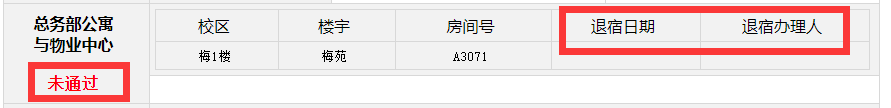 总务部公寓
与物业中心
未通过
校区 楼宇 房间号 退宿日期 退宿办理人
梅1楼 梅苑 A3071